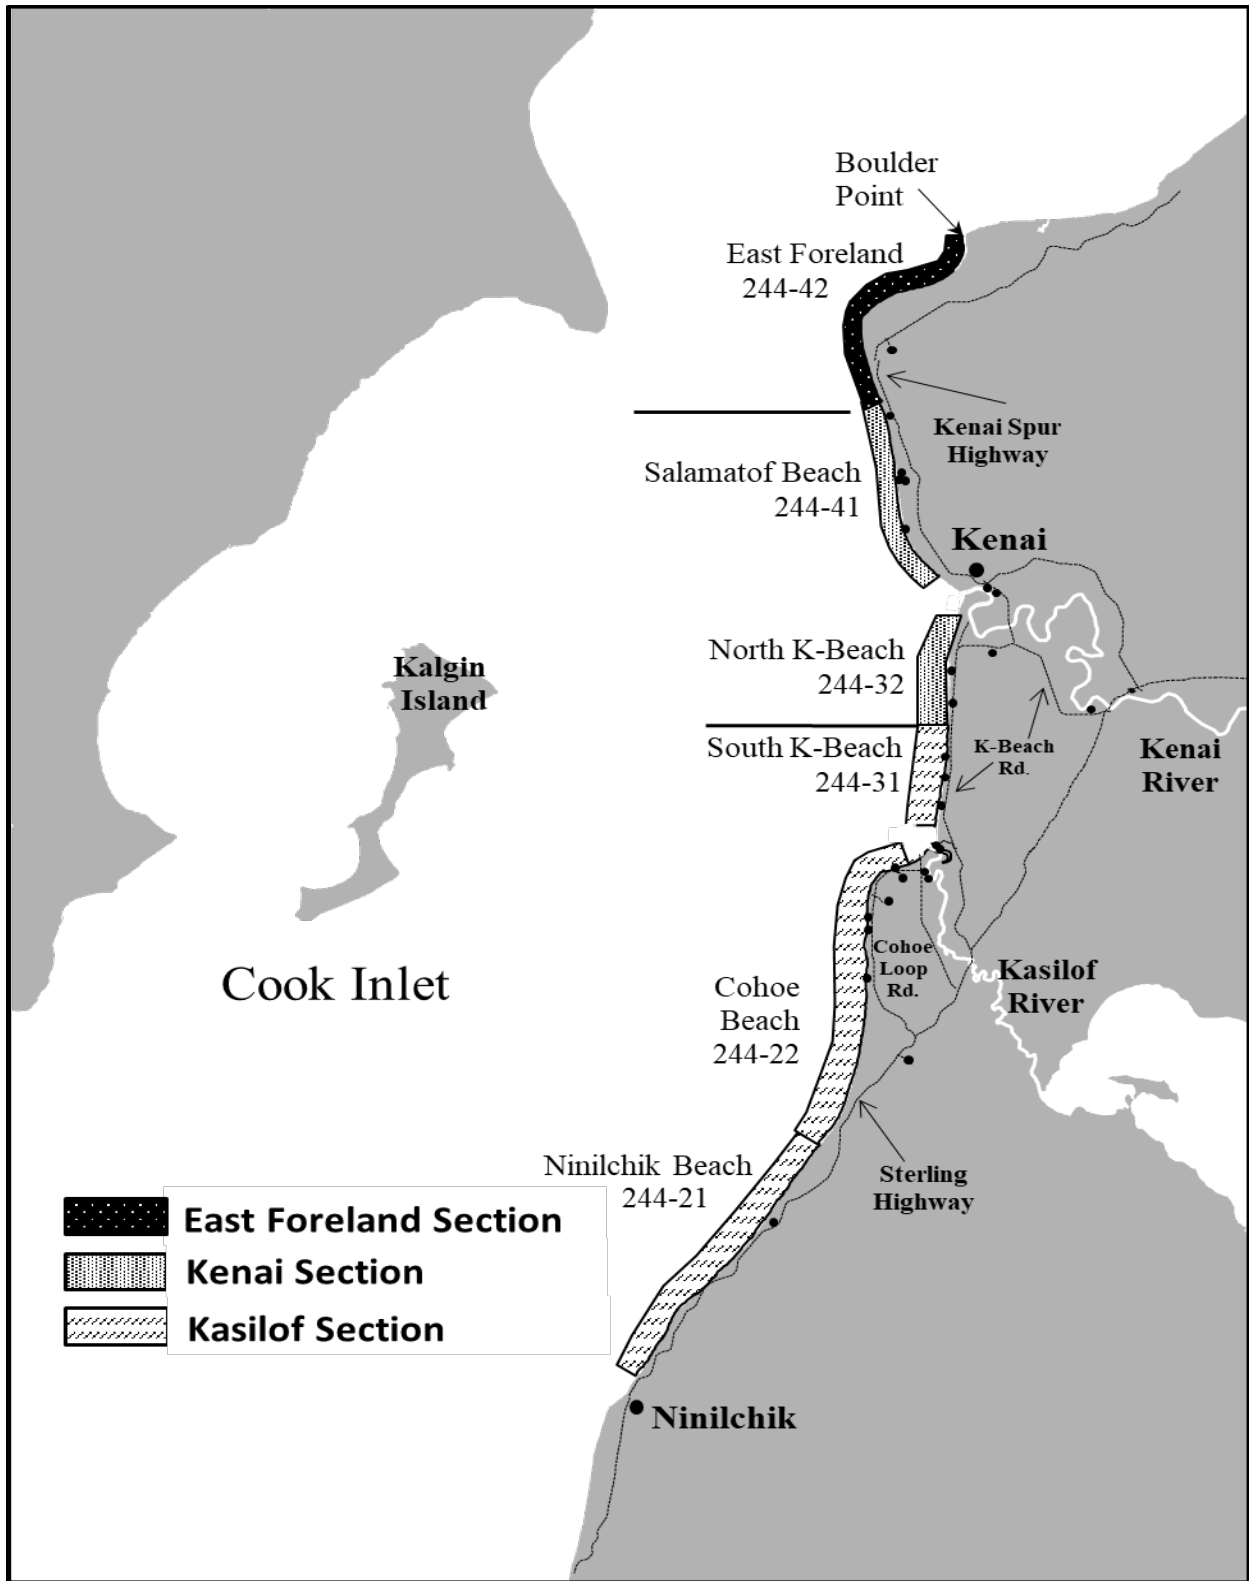 Boulder
Point
East Foreland
244-42
Kenai Spur
Highway
Salamatof Beach
244-41
Kenai
North K-Beach
244-32
Kalgin
Island
South K-Beach
244-31
K-Beach
Rd.
Kenai
River
Cook Inlet
Cohoe
Loop
Rd.
Kasilof
River
Cohoe
Beach
244-22
Ninilchik Beach
244-21
Sterling
Highway
East Foreland Section
Kenai Section
Kasilof Section
Ninilchik